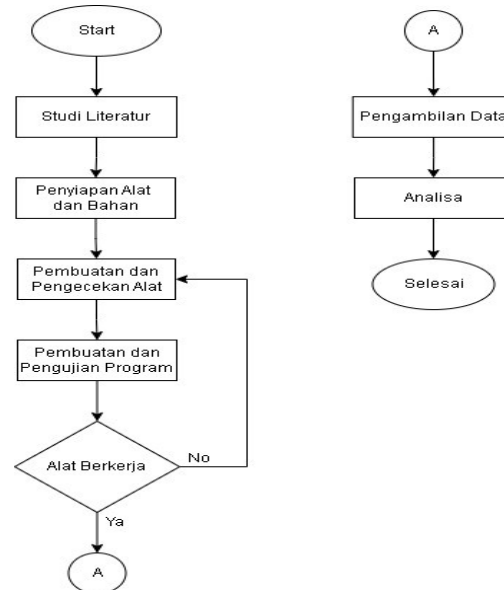 Start
Studi Literatur
Penyiapan Alat
dan Bahan
Pembuatan dan
Pengecekan Alat
Pembuatan dan
Pengujian Program
Alat Berkerja
No
Ya
A
A
Pengambilan Data
Analisa
Selesai